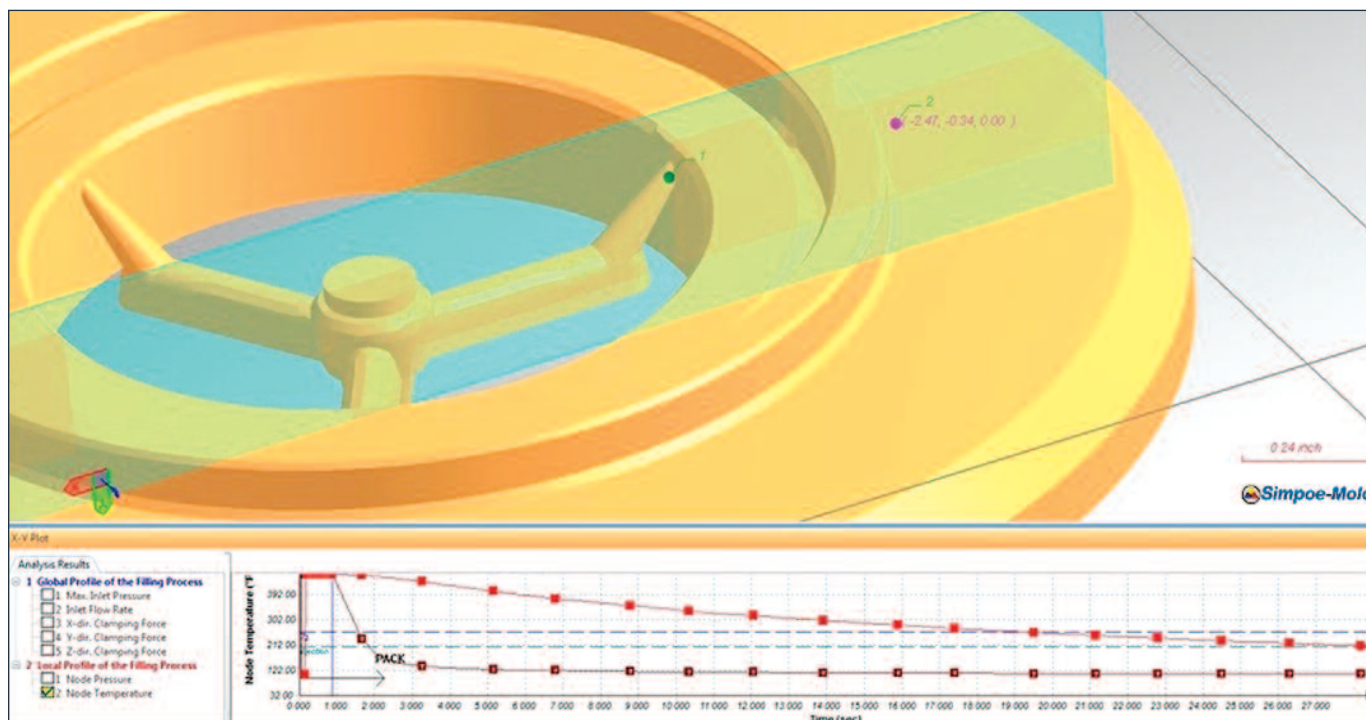 1
2
( -2.47, -0.34, 0.00 )
0.24 inch
Simpoe-Mold
X-Y Plot
Analysis Results
1 Global Profile of the Filling Process
1 Max. Inlet Pressure
2 Inlet Flow Rate
3 X-dir. Clamping Force
4 Y-dir. Clamping Force
5 Z-dir. Clamping Force
2 Local Profile of the Filling Process
1 Node Pressure
2 Node Temperature
Node Temperature (°F
392.00
302.00
212.00
122.00
32.00
PACK
0.000 1.000 2.000 3.000 4.000 5.000 6.000 7.000 8.000 9.000 10.000 11.000 12.000 13.000 14.000 15.000 16.000 17.000 18.000 19.000 20.000 21.000 22.000 23.000 24.000 25.000 26.000 27.000
Time (sec)